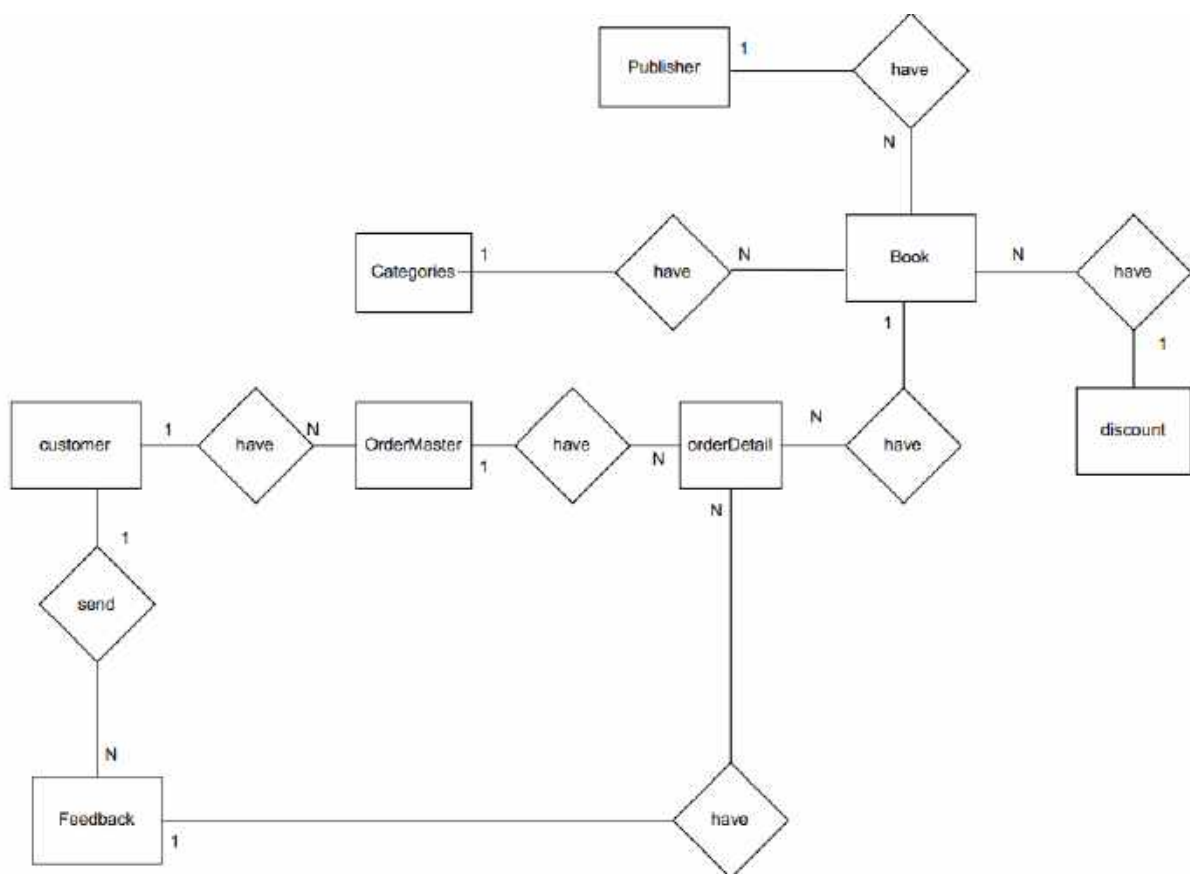 1
Publisher
have
N
Categories
1
have
N
Book
N
have
1
1
customer
1
have
N
OrderMaster
1
have
N
orderDetail
N
have
discount
N
1
send
N
Feedback
1
have